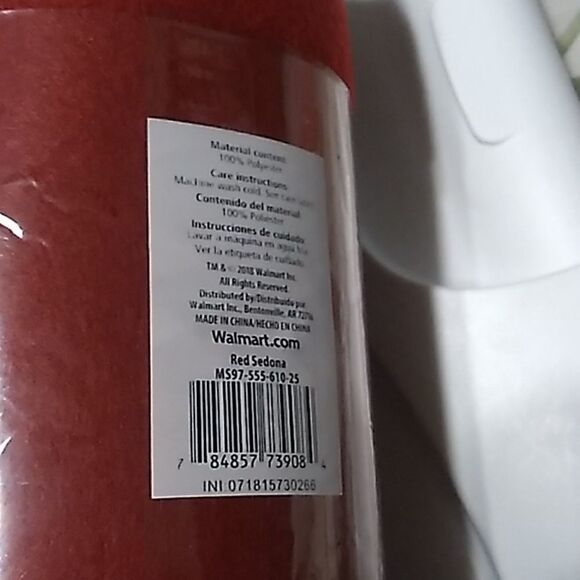 Material content:
100% Polyester
Care instructions:
Machine wash cold. See care label
Contenido del material:
100% Poliéster
Instrucciones de cuidado:
Lavar a máquina en agua fría.
Ver la etiqueta de cuidado.
TM & © 2018 Walmart Inc.
All Rights Reserved.
Distributed by/Distribuido por
Walmart Inc., Bentonville, AR 72716
MADE IN CHINA/HECHO EN CHINA
Walmart.com
Red Sedona
MS97-555-610-25
7 84857 73908 4
INI 071815730266